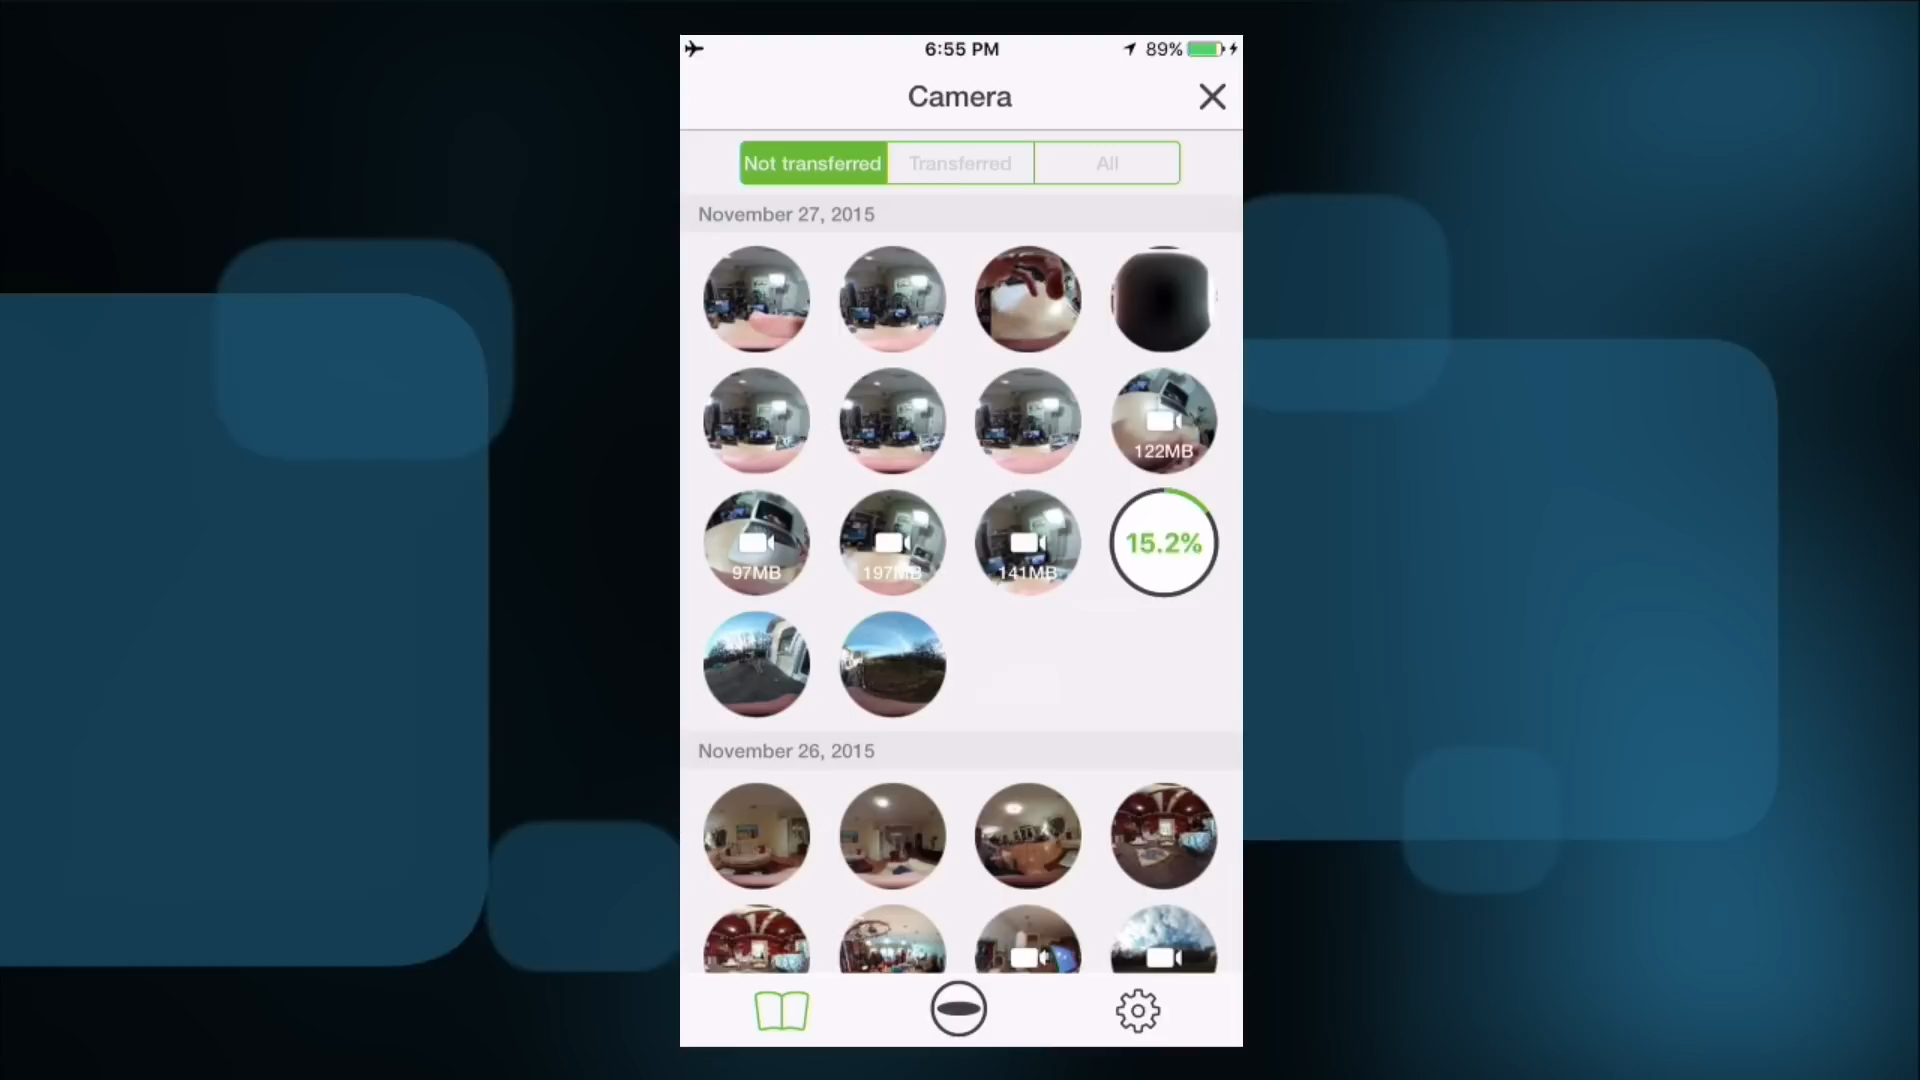 6:55 PM
89%
Camera
Not transferred
Transferred
All
November 27, 2015
122MB
97MB
197MB
141MB
15.2%
November 26, 2015